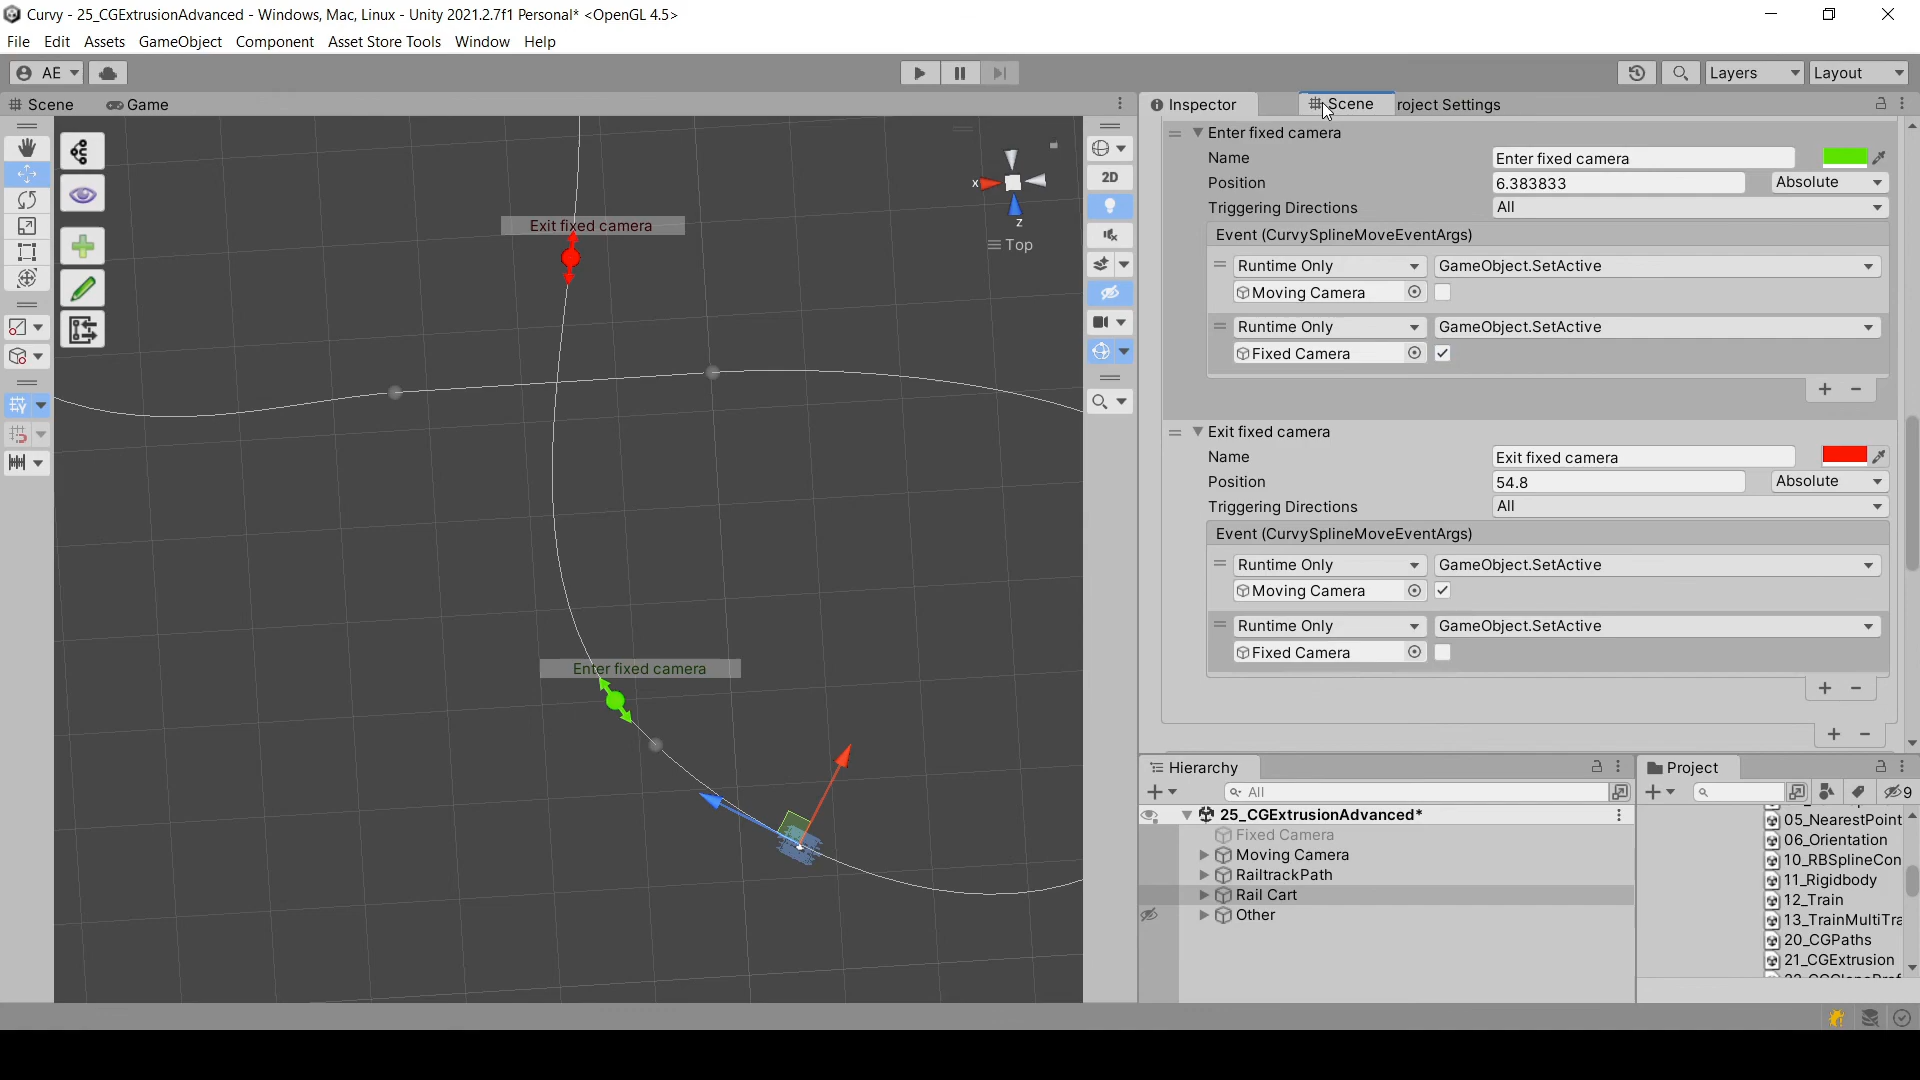 Curvy - 25_CGExtrusionAdvanced - Windows, Mac, Linux - Unity 2021.2.7f1 Personal* <OpenGL 4.5>
File Edit Assets GameObject Component Asset Store Tools Window Help
AE Layers Layout
Scene Game
Inspector Scene roject Settings
Enter fixed camera
Name Enter fixed camera
Position 6.383833 Absolute
Triggering Directions All
Event (CurvySplineMoveEventArgs)
Runtime Only GameObject.SetActive
Moving Camera
Runtime Only GameObject.SetActive
Fixed Camera
Exit fixed camera
Name Exit fixed camera
Position 54.8 Absolute
Triggering Directions All
Event (CurvySplineMoveEventArgs)
Runtime Only GameObject.SetActive
Moving Camera
Runtime Only GameObject.SetActive
Fixed Camera
x
z
Top
2D
Exit fixed camera
Enter fixed camera
Hierarchy
All
25_CGExtrusionAdvanced*
Fixed Camera
Moving Camera
RailtrackPath
Rail Cart
Other
Project
9
05_NearestPoint
06_Orientation
10_RBSplineCon
11_Rigidbody
12_Train
13_TrainMultiTra
20_CGPaths
21_CGExtrusion